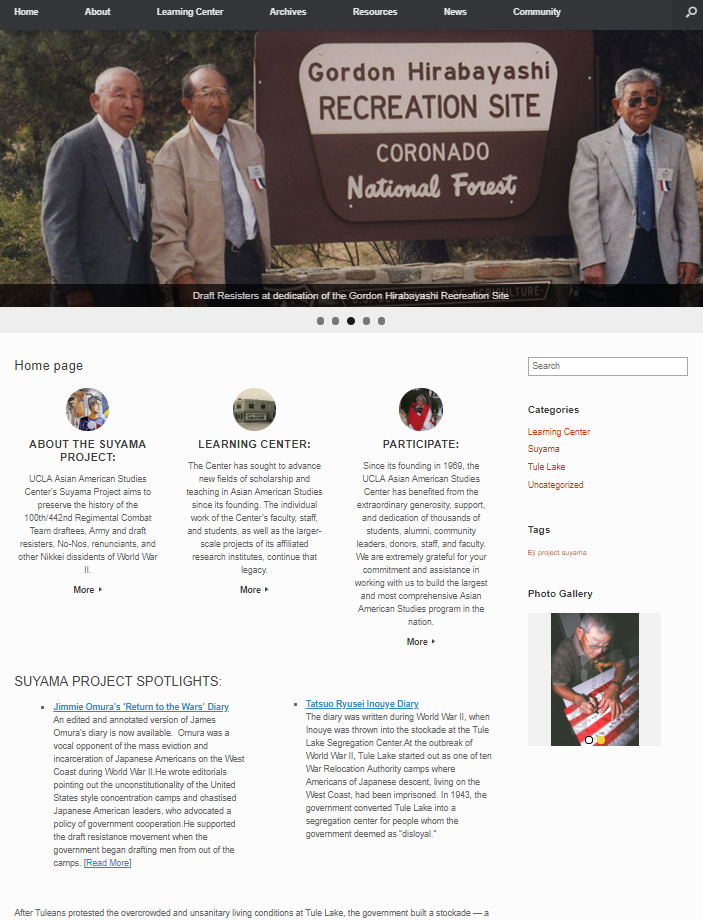 Home About Learning Center Archives Resources News Community
Gordon Hirabayashi
RECREATION SITE
CORONADO
National Forest
Draft Resisters at dedication of the Gordon Hirabayashi Recreation Site
Home page
ABOUT THE SUYAMA
PROJECT:
UCLA Asian American Studies
Center's Suyama Project aims to
preserve the history of the
100th/442nd Regimental Combat
Team draftees, Army and draft
resisters, No-Nos, renunciants, and
other Nikkei dissidents of World War
II.
More
LEARNING CENTER:
The Center has sought to advance
new fields of scholarship and
teaching in Asian American Studies
since its founding. The individual
work of the Center's faculty, staff,
and students, as well as the larger-
scale projects of its affiliated
research institutes, continue that
legacy.
More
PARTICIPATE:
Since its founding in 1969, the
UCLA Asian American Studies
Center has benefited from the
extraordinary generosity, support,
and dedication of thousands of
students, alumni, community
leaders, donors, staff, and faculty.
We are extremely grateful for your
commitment and assistance in
working with us to build the largest
and most comprehensive Asian
American Studies program in the
nation.
More
SUYAMA PROJECT SPOTLIGHTS:
Jimmie Omura's 'Return to the Wars' Diary
An edited and annotated version of James
Omura's diary is now available. Omura was a
vocal opponent of the mass eviction and
incarceration of Japanese Americans on the West
Coast during World War II.He wrote editorials
pointing out the unconstitutionality of the United
States style concentration camps and chastised
Japanese American leaders, who advocated a
policy of government cooperation.He supported
the draft resistance movement when the
government began drafting men from out of the
camps. [Read More]
Tatsuo Ryusei Inouye Diary
The diary was written during World War II, when
Inouye was thrown into the stockade at the Tule
Lake Segregation Center.At the outbreak of
World War II, Tule Lake started out as one of ten
War Relocation Authority camps where
Americans of Japanese descent, living on the
West Coast, had been imprisoned. In 1943, the
government converted Tule Lake into a
segregation center for people whom the
government deemed as “disloyal.”
After Tuleans protested the overcrowded and unsanitary living conditions at Tule Lake, the government built a stockade — a
Search
Categories
Learning Center
Suyama
Tule Lake
Uncategorized
Tags
Eji project suyama
Photo Gallery